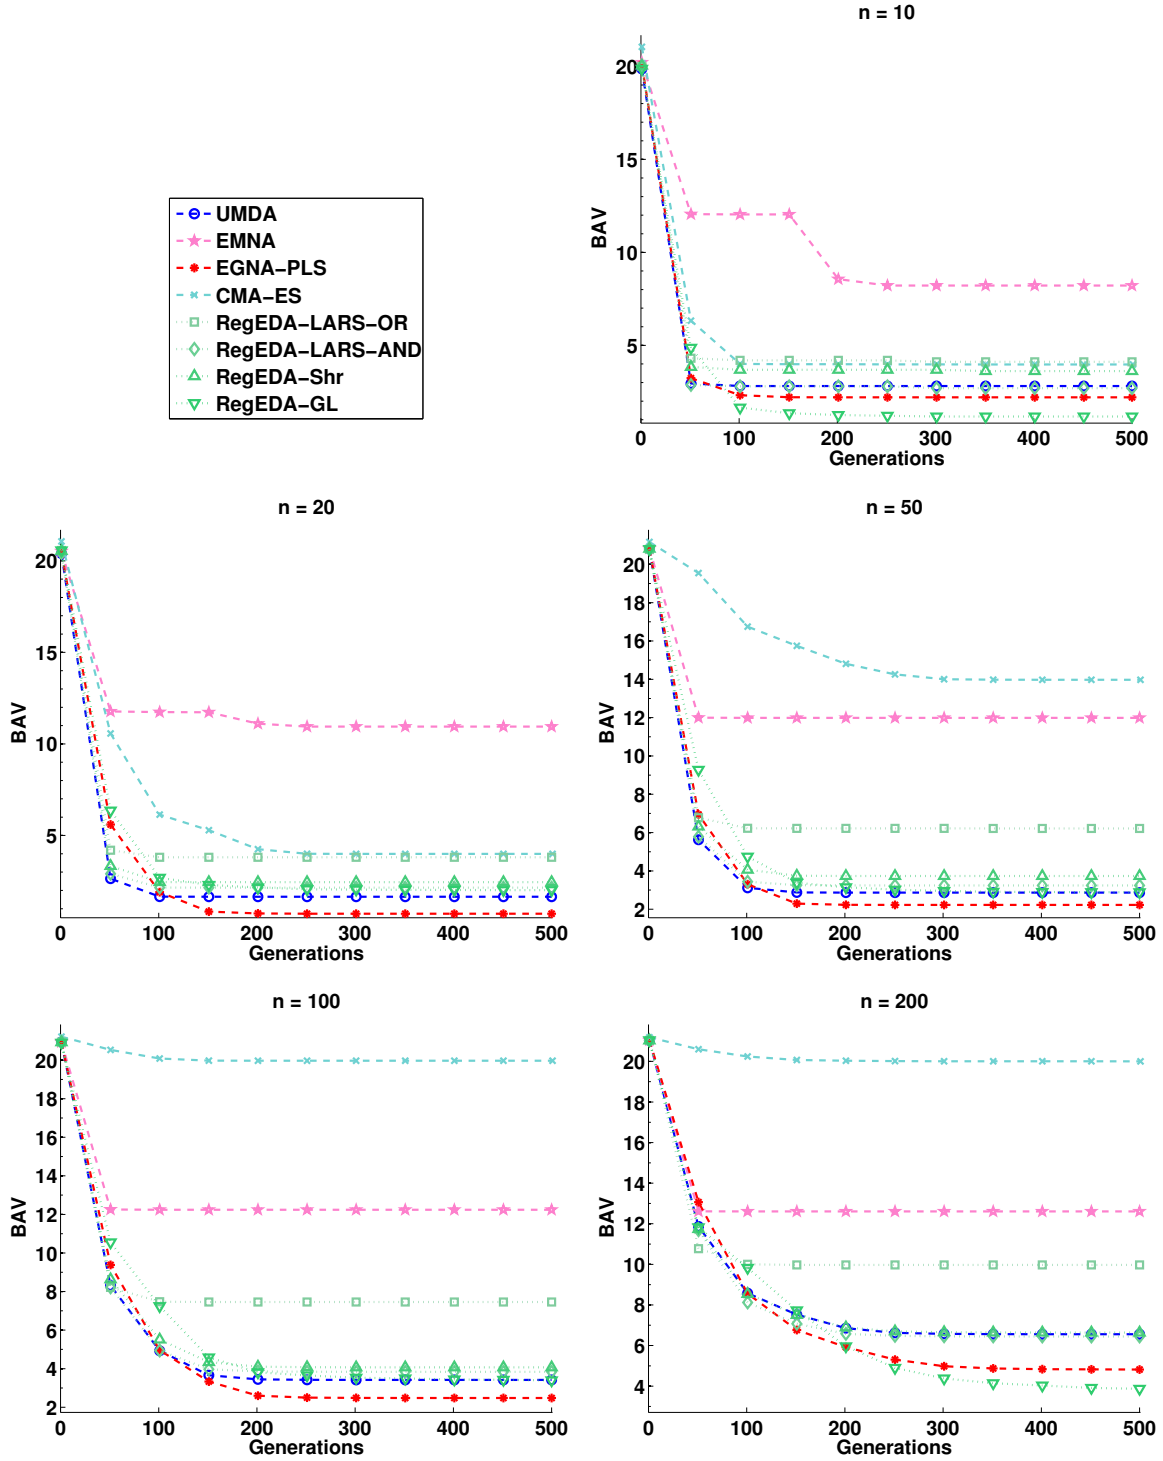 n = 10
20
15
10
5
BAV
0
100
200
300
400
500
Generations
UMDA
EMNA
EGNA-PLS
CMA-ES
RegEDA-LARS-OR
RegEDA-LARS-AND
RegEDA-Shr
RegEDA-GL
n = 20
20
15
10
5
BAV
0
100
200
300
400
500
Generations
n = 50
20
18
16
14
12
10
8
6
4
2
BAV
0
100
200
300
400
500
Generations
n = 100
20
18
16
14
12
10
8
6
4
2
BAV
0
100
200
300
400
500
Generations
n = 200
20
18
16
14
12
10
8
6
4
BAV
0
100
200
300
400
500
Generations